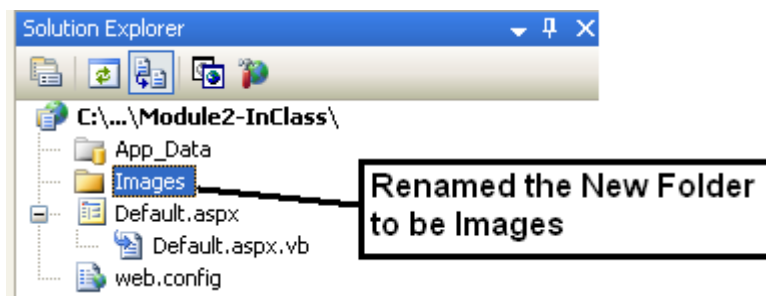 Solution Explorer
C:\...\Module2-InClass\
App_Data
Images
Renamed the New Folder
to be Images
Default.aspx
Default.aspx.vb
web.config